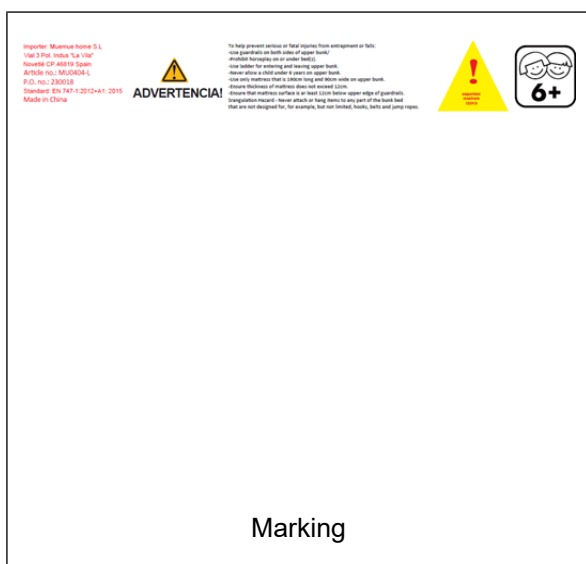 Importer: Muemue home S.L
Vial 3 Pol. Indus "La Vila"
Novetlé CP.46819 Spain
Article no.: MU0404-L
P.O. no.: 230018
Standard: EN 747-1:2012+A1: 2015
Made in China
ADVERTENCIA!
To help prevent serious or fatal injuries from entrapment or falls:
-Use guardrails on both sides of upper bunk/
-Prohibit horseplay on or under bed(s).
-Use ladder for entering and leaving upper bunk.
-Never allow a child under 6 years on upper bunk.
-Use only mattress that is 190cm long and 90cm wide on upper bunk.
-Ensure thickness of mattress does not exceed 12cm.
-Ensure that mattress surface is ar least 12cm below upper edge of guardrails.
trangulation Hazard - Never attach or hang items to any part of the bunk bed
that are not designed for, for example, but not limited, hooks, belts and jump ropes.
6+
Marking